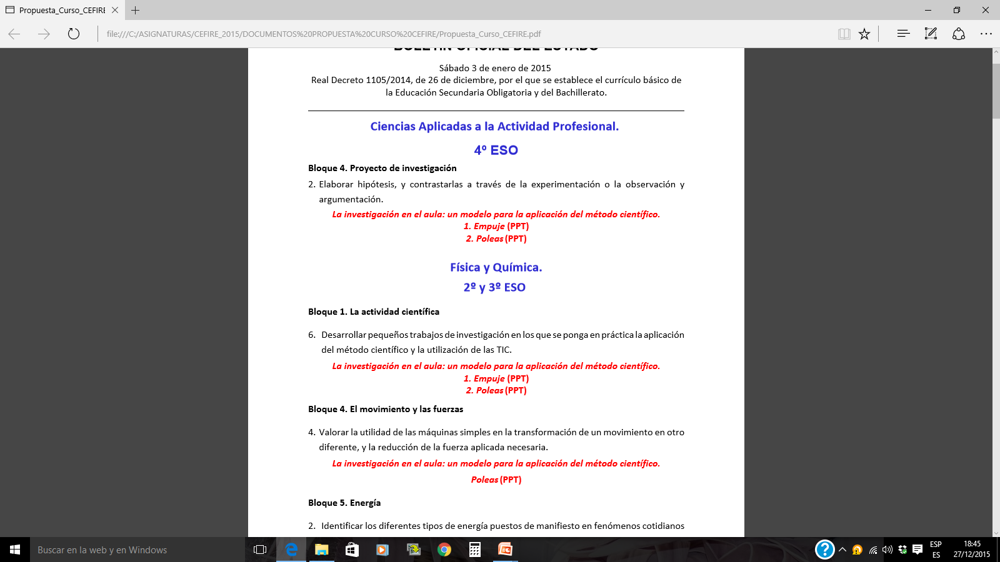 Propuesta_Curso_CEFIRE
file:///C:/ASIGNATURAS/CEFIRE_2015/DOCUMENTOS%20PROPUESTA%20CURSO%20CEFIRE/Propuesta_Curso_CEFIRE.pdf
BOLETÍN OFICIAL DEL ESTADO
Sábado 3 de enero de 2015
Real Decreto 1105/2014, de 26 de diciembre, por el que se establece el currículo básico de
la Educación Secundaria Obligatoria y del Bachillerato.
Ciencias Aplicadas a la Actividad Profesional.
4º ESO
Bloque 4. Proyecto de investigación
2. Elaborar hipótesis, y contrastarlas a través de la experimentación o la observación y
argumentación.
La investigación en el aula: un modelo para la aplicación del método científico.
1. Empuje (PPT)
2. Poleas (PPT)
Física y Química.
2º y 3º ESO
Bloque 1. La actividad científica
6. Desarrollar pequeños trabajos de investigación en los que se ponga en práctica la aplicación
del método científico y la utilización de las TIC.
La investigación en el aula: un modelo para la aplicación del método científico.
1. Empuje (PPT)
2. Poleas (PPT)
Bloque 4. El movimiento y las fuerzas
4. Valorar la utilidad de las máquinas simples en la transformación de un movimiento en otro
diferente, y la reducción de la fuerza aplicada necesaria.
La investigación en el aula: un modelo para la aplicación del método científico.
Poleas (PPT)
Bloque 5. Energía
2. Identificar los diferentes tipos de energía puestos de manifiesto en fenómenos cotidianos
Buscar en la web y en Windows
ESP
ES
18:45
27/12/2015